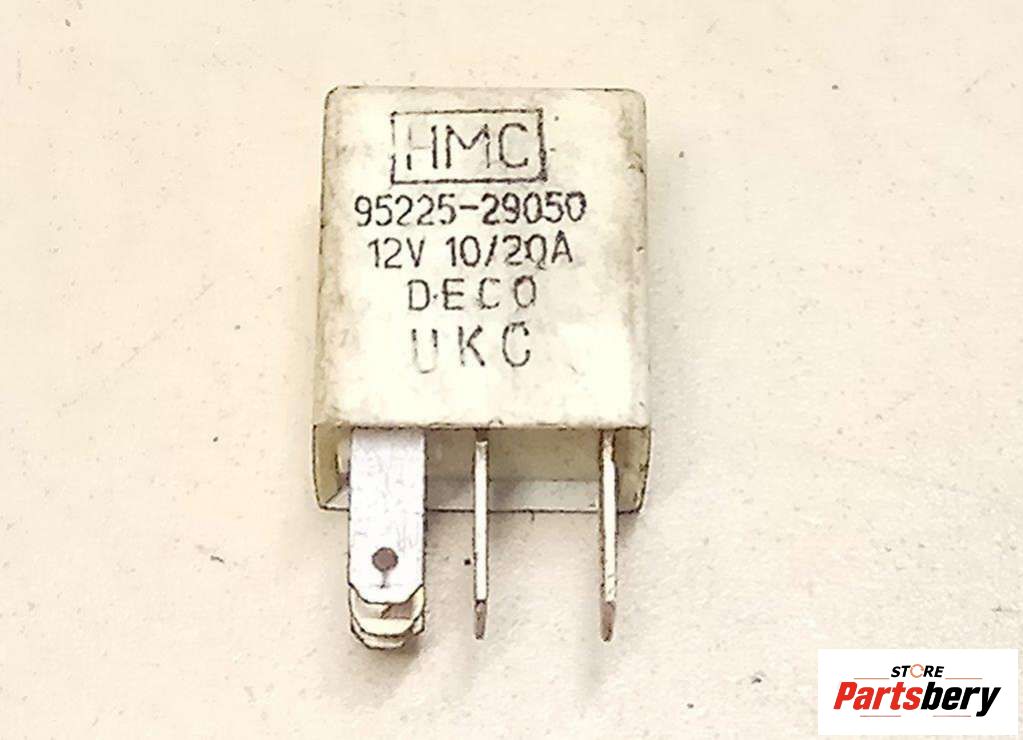 HMC
95225-29050
12V 10/20A
DECO
UKC
STORE
Partsbery